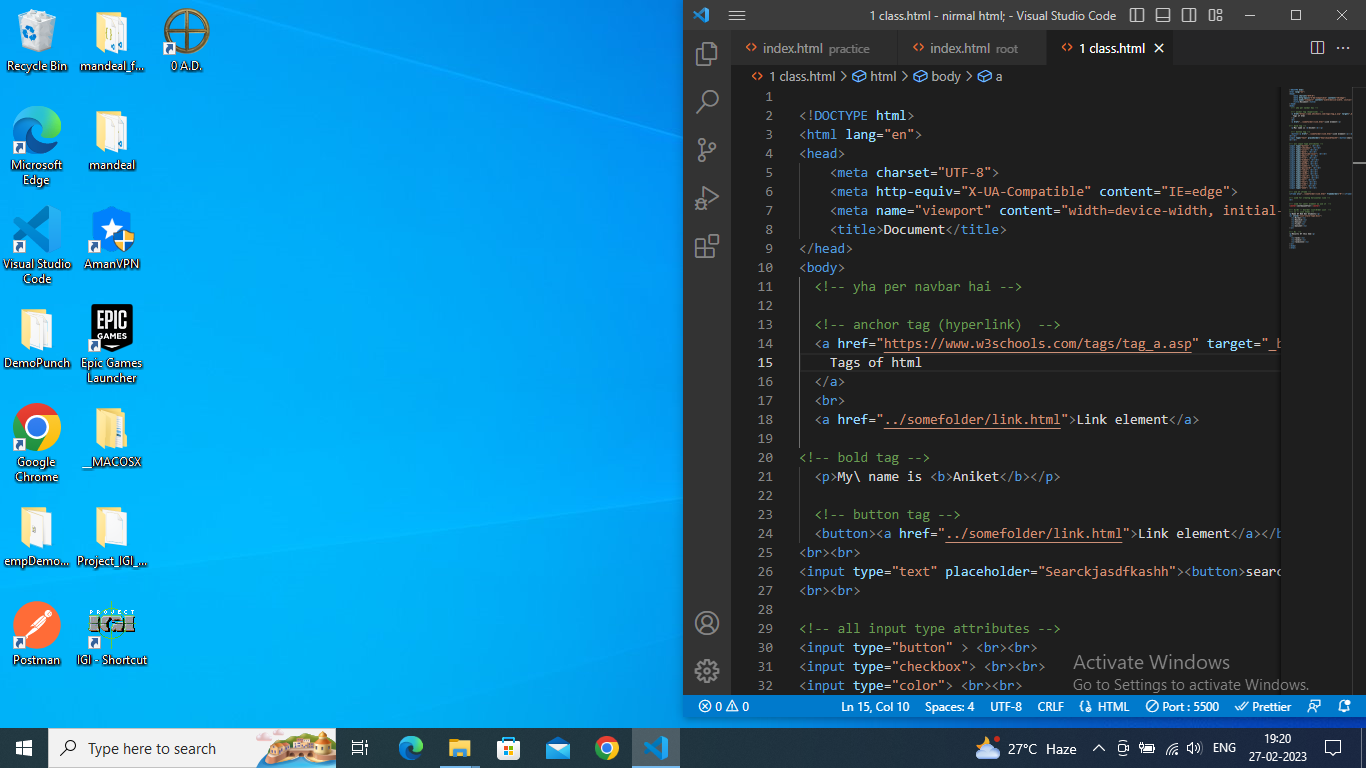 Recycle Bin
mandeal_f...
0 A.D.
Microsoft
Edge
mandeal
Visual Studio
Code
AmanVPN
DemoPunch
EPIC
GAMES
Epic Games
Launcher
Google
Chrome
__MACOSX
empDemo...
Project_IGI_...
PROJECT
IGI
Postman
IGI - Shortcut
1 class.html - nirmal html; - Visual Studio Code
index.html practice
index.html root
1 class.html
1 class.html > html > body > a
1
2 <!DOCTYPE html>
3 <html lang="en">
4 <head>
5 <meta charset="UTF-8">
6 <meta http-equiv="X-UA-Compatible" content="IE=edge">
7 <meta name="viewport" content="width=device-width, initial-
8 <title>Document</title>
9 </head>
10 <body>
11 <!-- yha per navbar hai -->
12
13 <!-- anchor tag (hyperlink)  -->
14 <a href="https://www.w3schools.com/tags/tag_a.asp" target="_b
15 Tags of html
16 </a>
17 <br>
18 <a href="../somefolder/link.html">Link element</a>
19
20 <!-- bold tag -->
21 <p>My\ name is <b>Aniket</b></p>
22
23 <!-- button tag -->
24 <button><a href="../somefolder/link.html">Link element</a></b
25 <br><br>
26 <input type="text" placeholder="Searckjasdfkashh"><button>searc
27 <br><br>
28
29 <!-- all input type attributes -->
30 <input type="button" > <br><br>
31 <input type="checkbox"> <br><br>
32 <input type="color"> <br><br>
Activate Windows
Go to Settings to activate Windows.
0 0
Ln 15, Col 10
Spaces: 4
UTF-8
CRLF
HTML
Port : 5500
Prettier
Type here to search
27°C Haze
ENG
19:20
27-02-2023